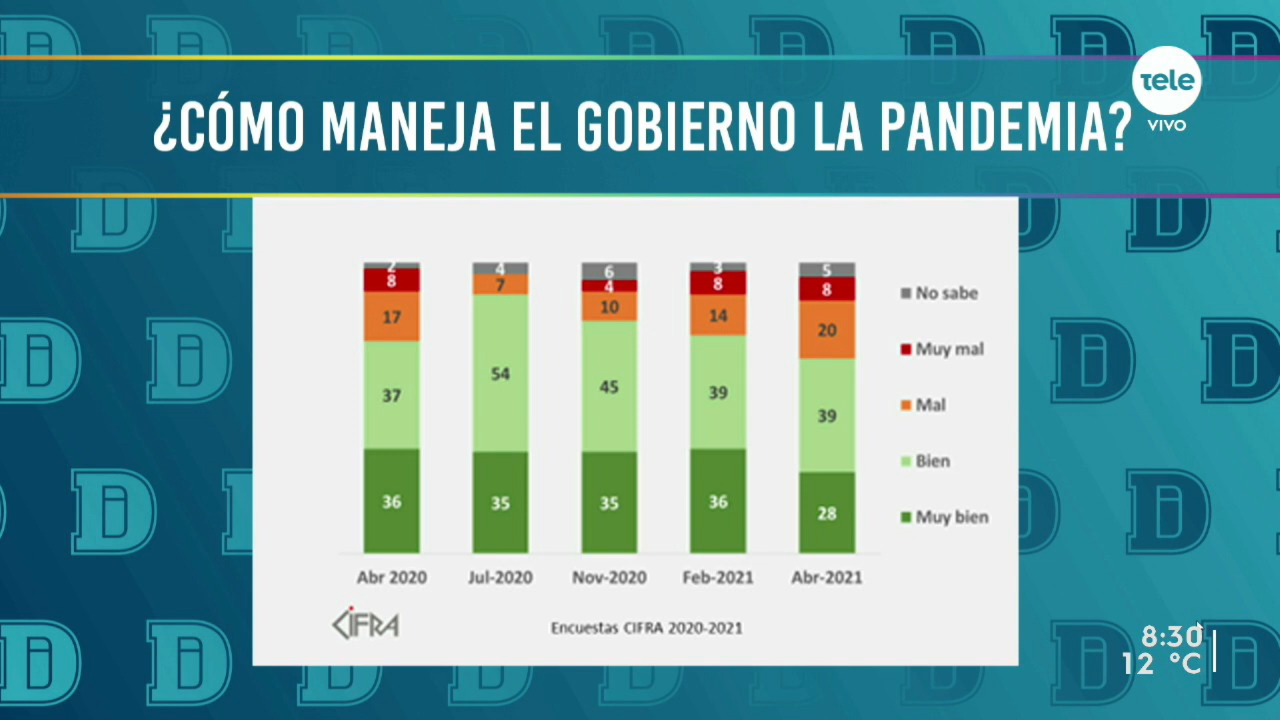 tele
VIVO
¿CÓMO MANEJA EL GOBIERNO LA PANDEMIA?
2 4 6 3 5
8 4 8 8
17 7 10 14 20
37 54 45 39 39
36 35 35 36 28
Abr 2020 Jul-2020 Nov-2020 Feb-2021 Abr-2021
No sabe
Muy mal
Mal
Bien
Muy bien
CIFRA
Encuestas CIFRA 2020-2021
8:30
12 °C